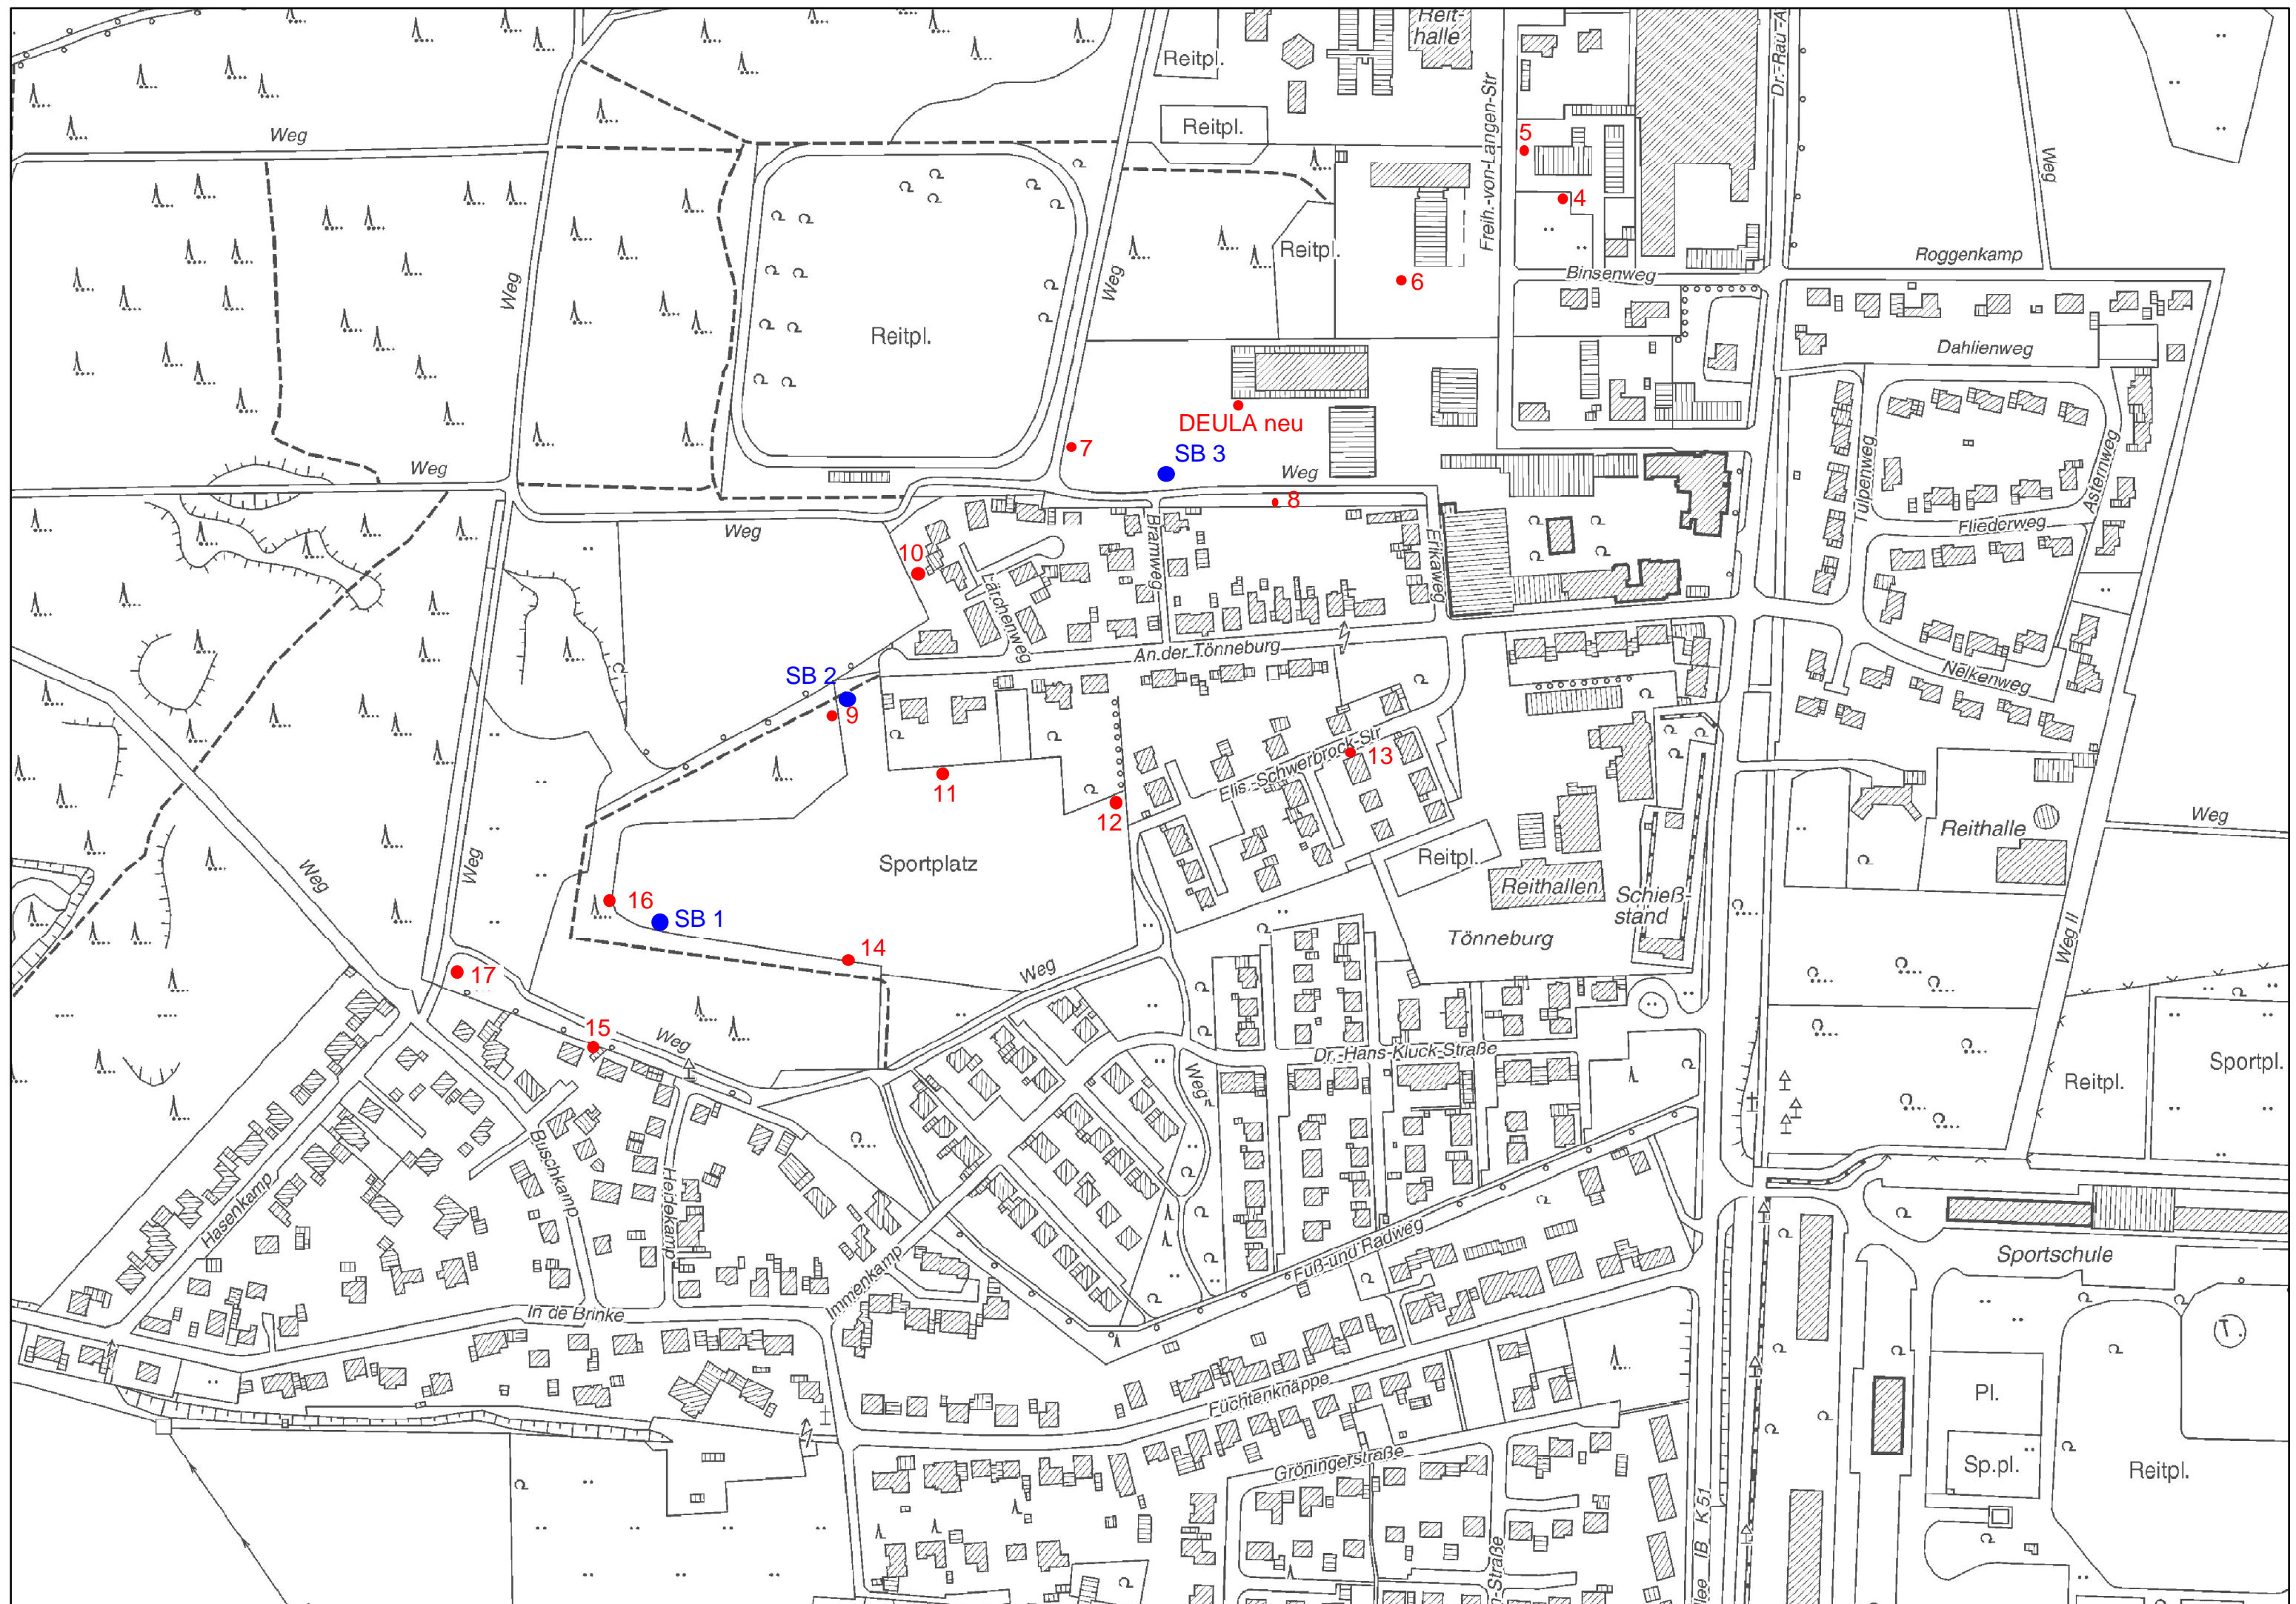 Reit-
halle
Reitpl.
Dr.-Rau-A
Freih.-von-Langen-Str
Reitpl.
5
Weg
Weg
4
Reitpl.
Roggenkamp
Binsenweg
6
Weg
Weg
Reitpl.
Dahlienweg
DEULA neu
7
SB 3
Weg
Weg
8
Tulpenweg
Asternweg
Fliederweg
Weg
Bramweg
Erikaweg
10
Lärchenweg
An der Tönneburg
SB 2
Nelkenweg
9
Elis.-Schwerbrock-Str
13
11
12
Weg
Reithalle
Sportplatz
Reitpl.
Weg
Weg
Reithallen
Schieß-
stand
16
SB 1
Tönneburg
Weg II
14
Weg
17
15
Weg
Dr.-Hans-Kluck-Straße
Sportpl.
Reitpl.
Weg
Buschkamp
Heidekamp
Hasenkamp
Fuß-und Radweg
Sportschule
Immenkamp
In de Brinke
T.
Pl.
Füchtenknäppe
Gröningerstraße
Sp.pl.
Reitpl.
K 51
IB
llee
n-Straße